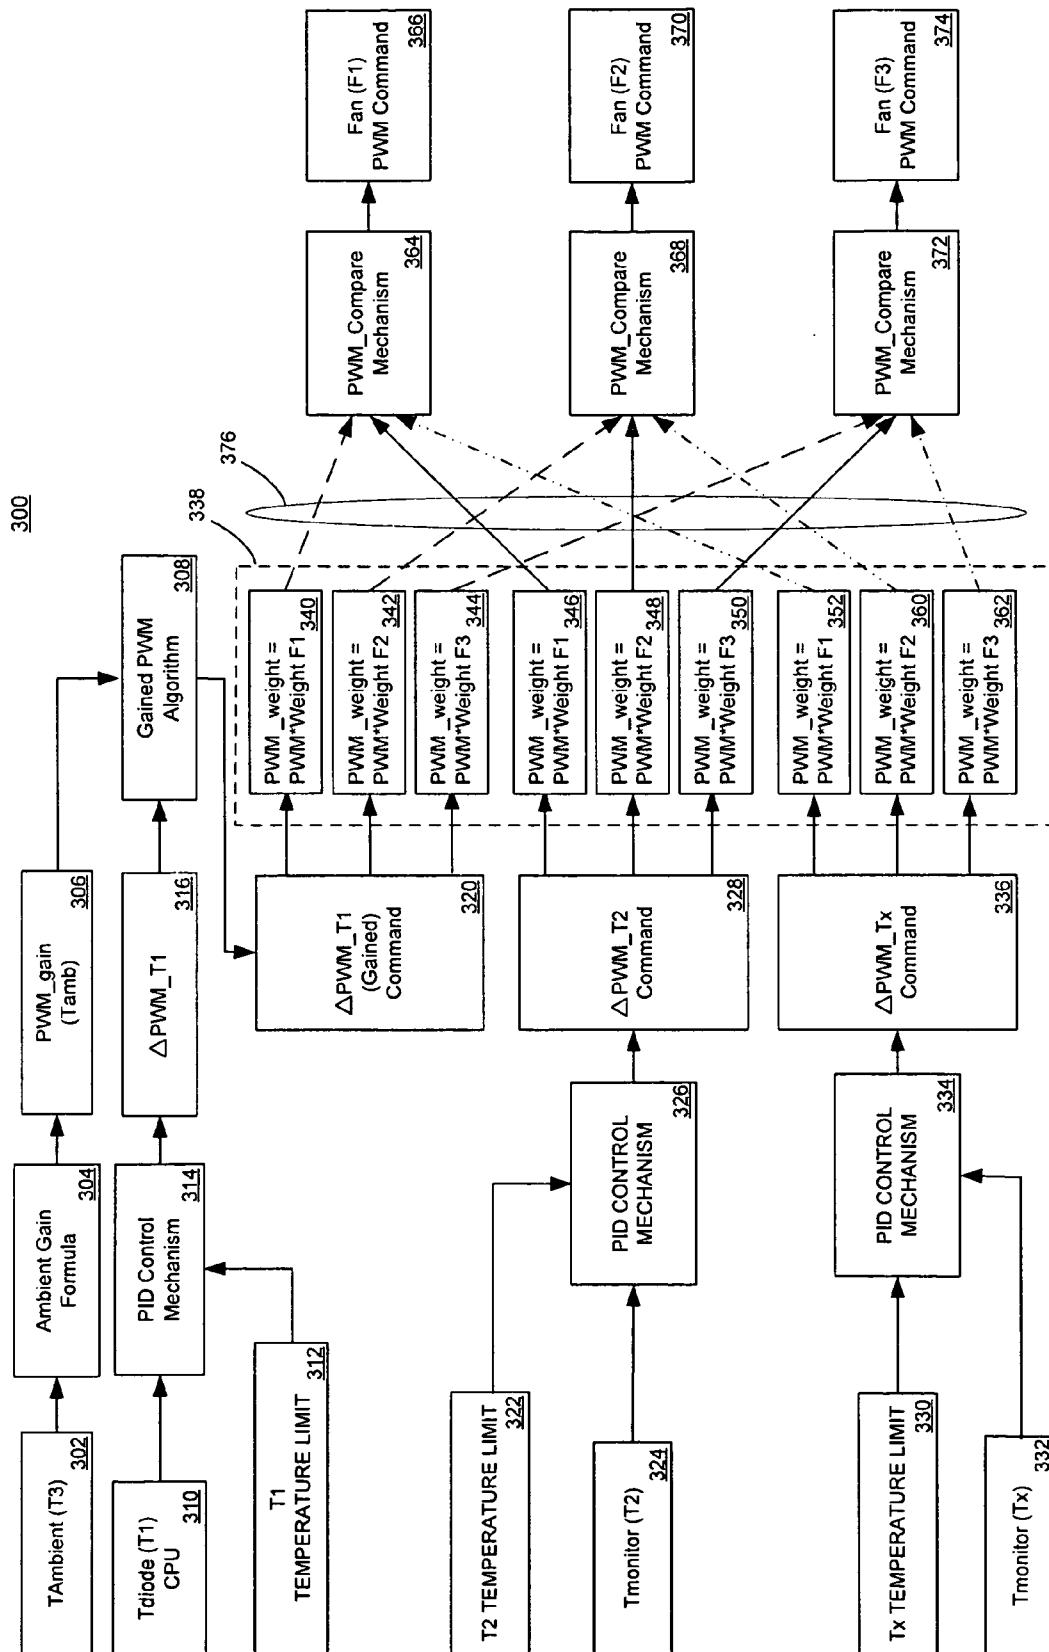 300
TAmbient (T3)
302
Ambient Gain
Formula
304
PWM_gain
(Tamb)
306
Tdiode (T1)
CPU
310
PID Control
Mechanism
314
△PWM_T1
316
Gained PWM
Algorithm
308
T1
TEMPERATURE LIMIT
312
△PWM_T1
(Gained)
Command
320
T2 TEMPERATURE LIMIT
322
Tmonitor (T2)
324
PID CONTROL
MECHANISM
326
△PWM_T2
Command
328
Tx TEMPERATURE LIMIT
330
Tmonitor (Tx)
332
PID CONTROL
MECHANISM
334
△PWM_Tx
Command
336
338
376
PWM_weight =
PWM*Weight F1
340
PWM_weight =
PWM*Weight F2
342
PWM_weight =
PWM*Weight F3
344
PWM_weight =
PWM*Weight F1
346
PWM_weight =
PWM*Weight F2
348
PWM_weight =
PWM*Weight F3
350
PWM_weight =
PWM*Weight F1
352
PWM_weight =
PWM*Weight F2
360
PWM_weight =
PWM*Weight F3
362
PWM_Compare
Mechanism
364
Fan (F1)
PWM Command
366
PWM_Compare
Mechanism
368
Fan (F2)
PWM Command
370
PWM_Compare
Mechanism
372
Fan (F3)
PWM Command
374